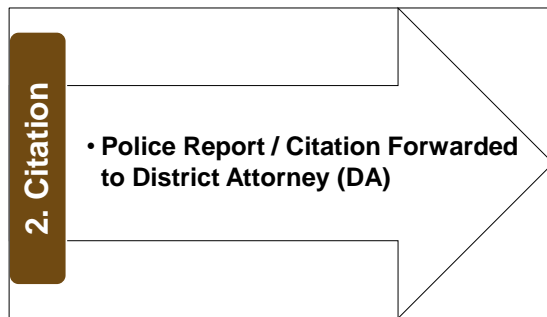 2. Citation
• Police Report / Citation Forwarded
to District Attorney (DA)